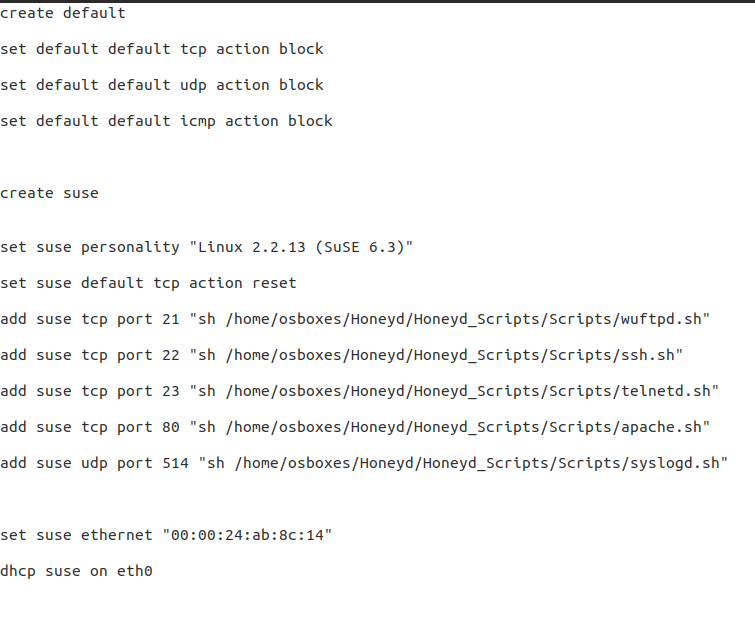 create default
set default default tcp action block
set default default udp action block
set default default icmp action block
create suse
set suse personality "Linux 2.2.13 (SuSE 6.3)"
set suse default tcp action reset
add suse tcp port 21 "sh /home/osboxes/Honeyd/Honeyd_Scripts/Scripts/wuftpd.sh"
add suse tcp port 22 "sh /home/osboxes/Honeyd/Honeyd_Scripts/Scripts/ssh.sh"
add suse tcp port 23 "sh /home/osboxes/Honeyd/Honeyd_Scripts/Scripts/telnetd.sh"
add suse tcp port 80 "sh /home/osboxes/Honeyd/Honeyd_Scripts/Scripts/apache.sh"
add suse udp port 514 "sh /home/osboxes/Honeyd/Honeyd_Scripts/Scripts/syslogd.sh"
set suse ethernet "00:00:24:ab:8c:14"
dhcp suse on eth0